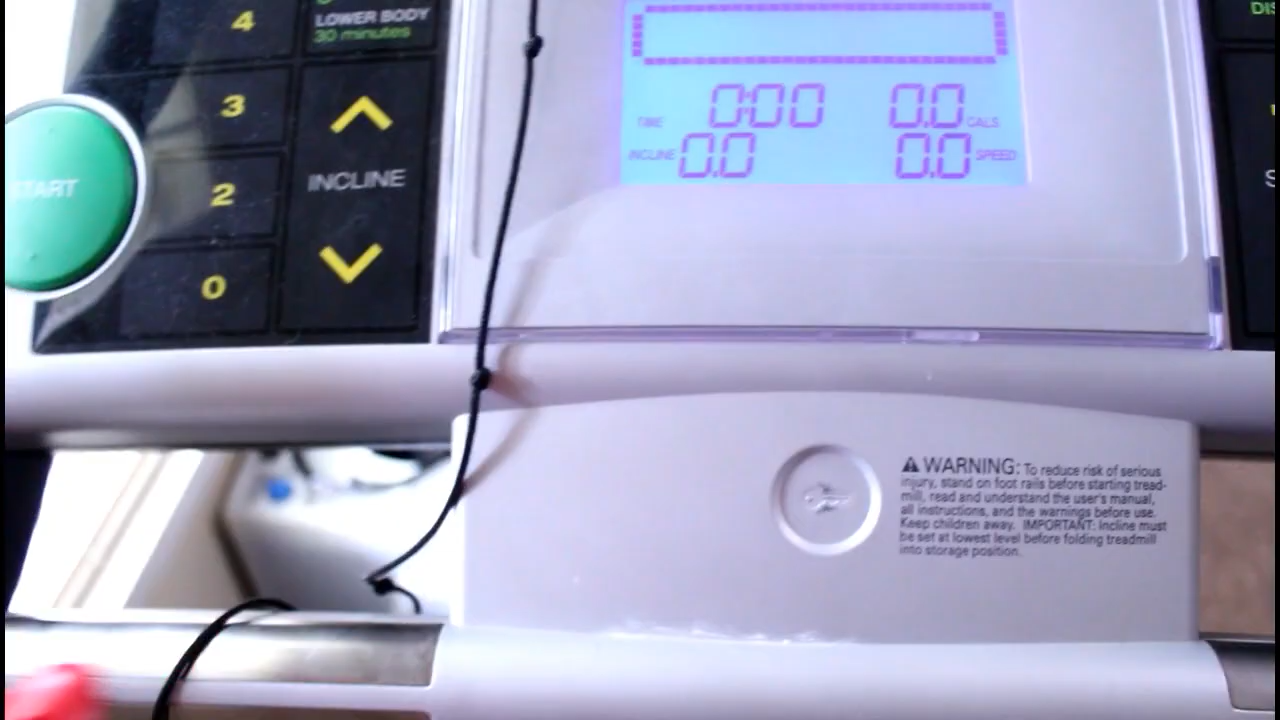 4
LOWER BODY
30 minutes
3
START
2
INCLINE
0
TIME 0:00 0.0 CALS
INCLINE 0.0 0.0 SPEED
WARNING: To reduce risk of serious
injury, stand on foot rails before starting tread-
mill, read and understand the user's manual,
all instructions, and the warnings before use.
Keep children away. IMPORTANT: Incline must
be set at lowest level before folding treadmill
into storage position.